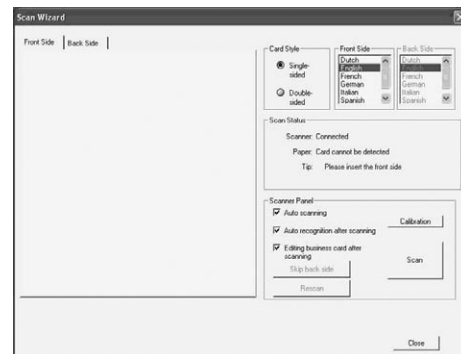 Scan Wizard
Front Side
Back Side
Card Style
Single-
sided
Double-
sided
Front Side
Dutch
English
French
German
Italian
Spanish
Back Side
Dutch
English
French
German
Italian
Spanish
Scan Status
Scanner: Connected
Paper: Card cannot be detected
Tip: Please insert the front side
Scanner Panel
Auto scanning
Auto recognition after scanning
Editing business card after
scanning
Skip back side
Rescan
Calibration
Scan
Close